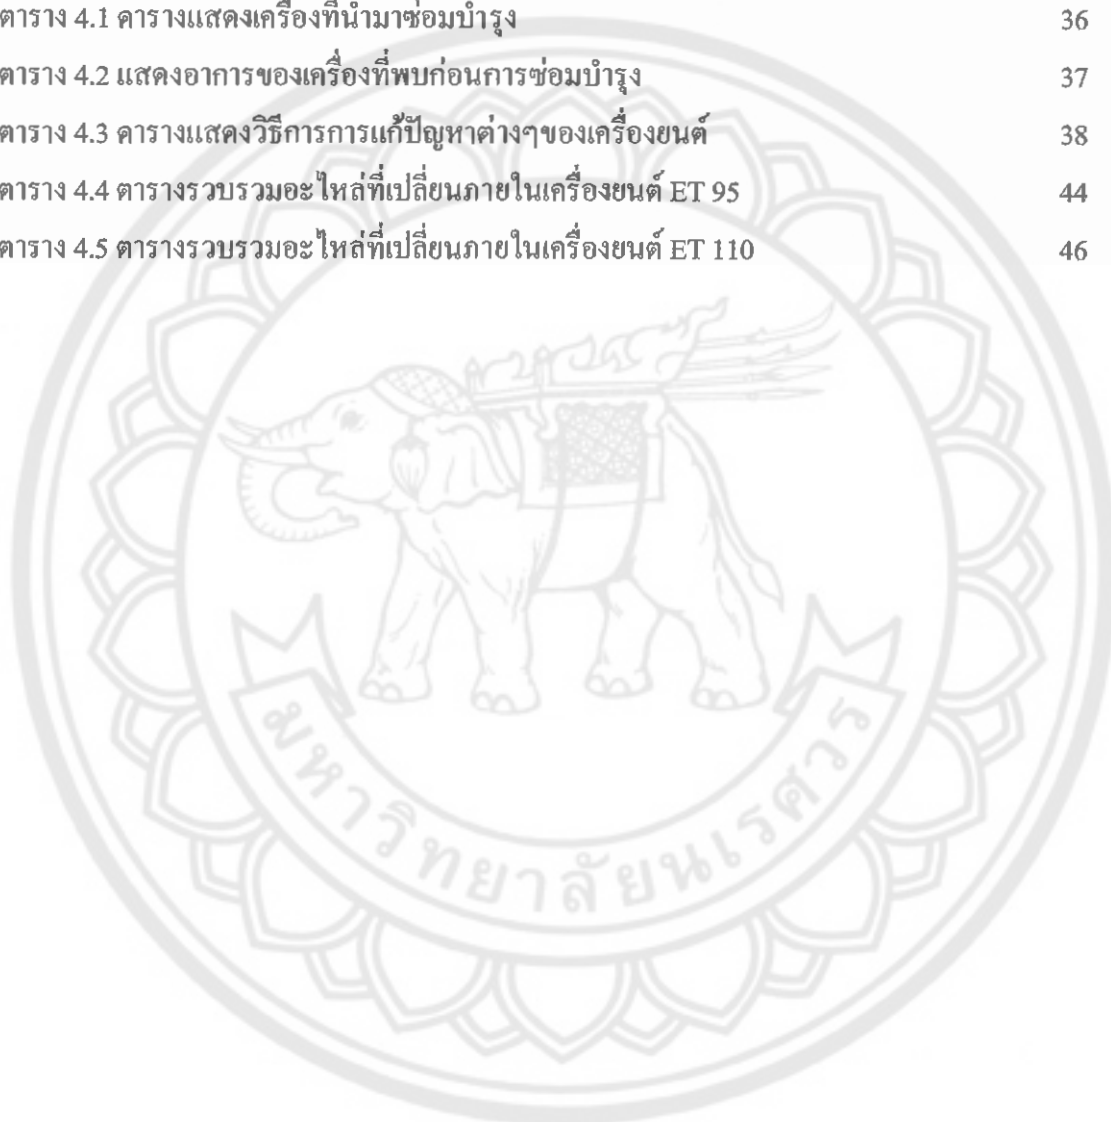 ตาราง 4.1 ตารางแสดงเครื่องที่นำมาซ่อมบำรุง 36
ตาราง 4.2 แสดงอาการของเครื่องที่พบก่อนการซ่อมบำรุง 37
ตาราง 4.3 ตารางแสดงวิธีการการแก้ปัญหาต่างๆของเครื่องยนต์ 38
ตาราง 4.4 ตารางรวบรวมอะไหล่ที่เปลี่ยนภายในเครื่องยนต์ ET 95 44
ตาราง 4.5 ตารางรวบรวมอะไหล่ที่เปลี่ยนภายในเครื่องยนต์ ET 110 46
มหาวิทยาลัยนเรศวร